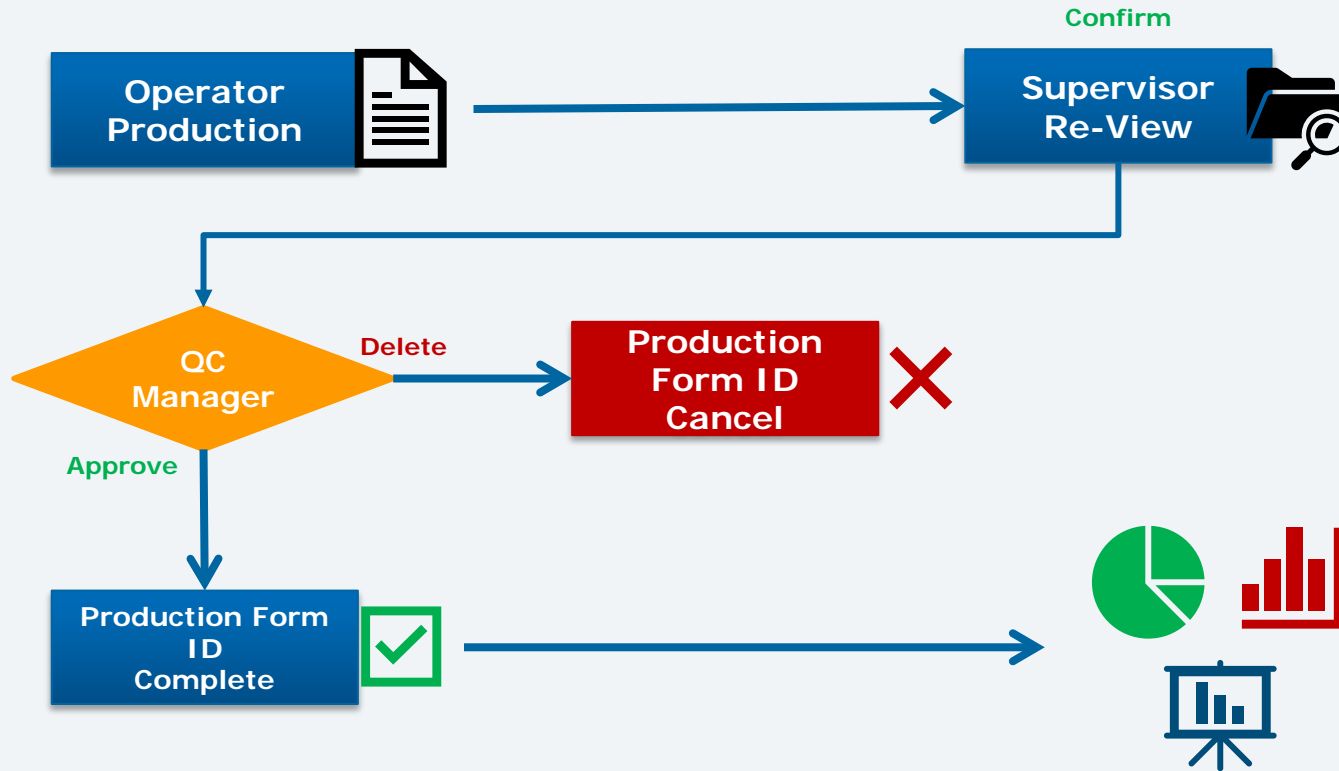 Confirm
Operator
Production
Supervisor
Re-View
QC
Manager
Delete
Production
Form ID
Cancel
Approve
Production Form
ID
Complete